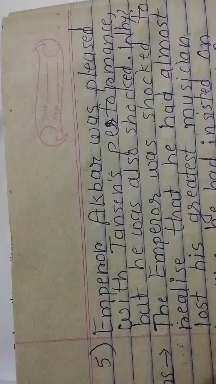 5) Emperor Akbar was pleased
with Tansen's performance
but he was also shocked. Why?
ns → The Emperor was shocked to
realise that he had almost
lost his greatest musician
he had insisted on